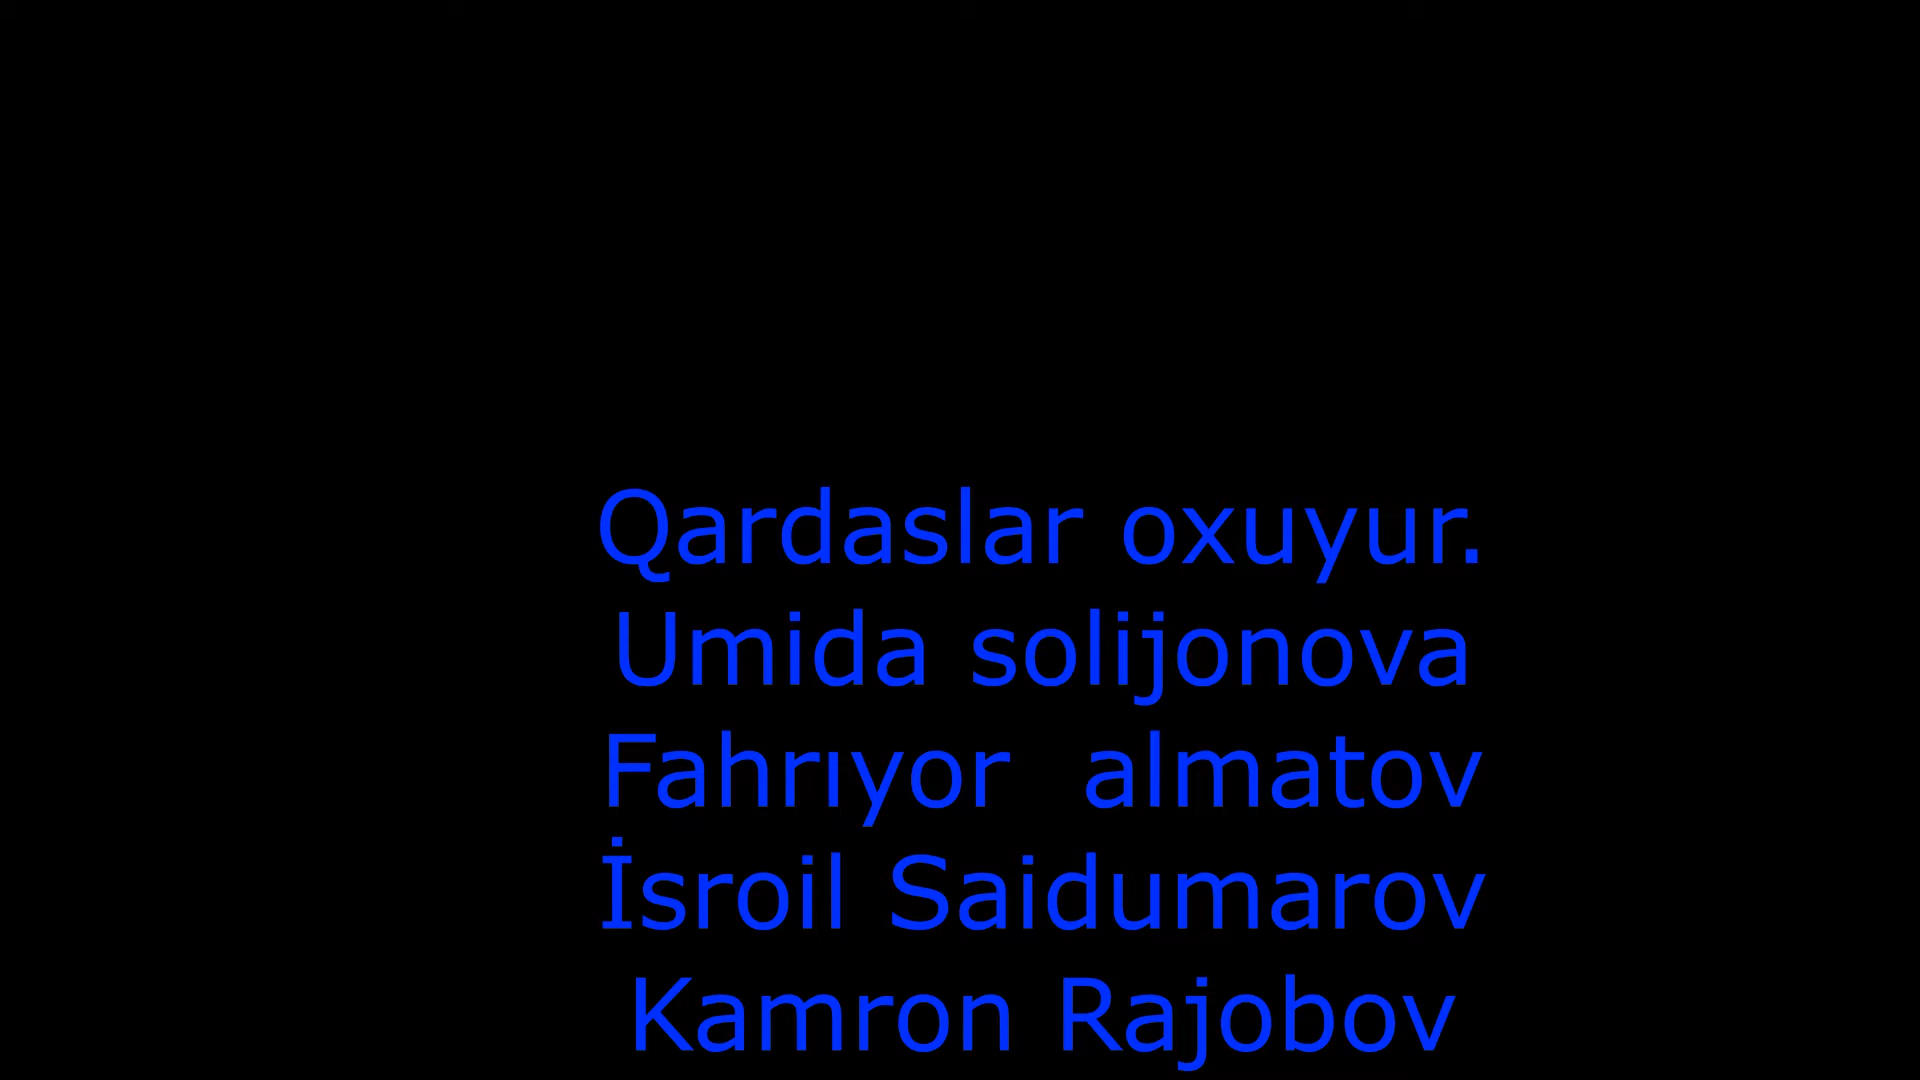 Qardaslar oxuyur.
Umida solijonova
Fahrıyor  almatov
İsroil Saidumarov
Kamron Rajobov